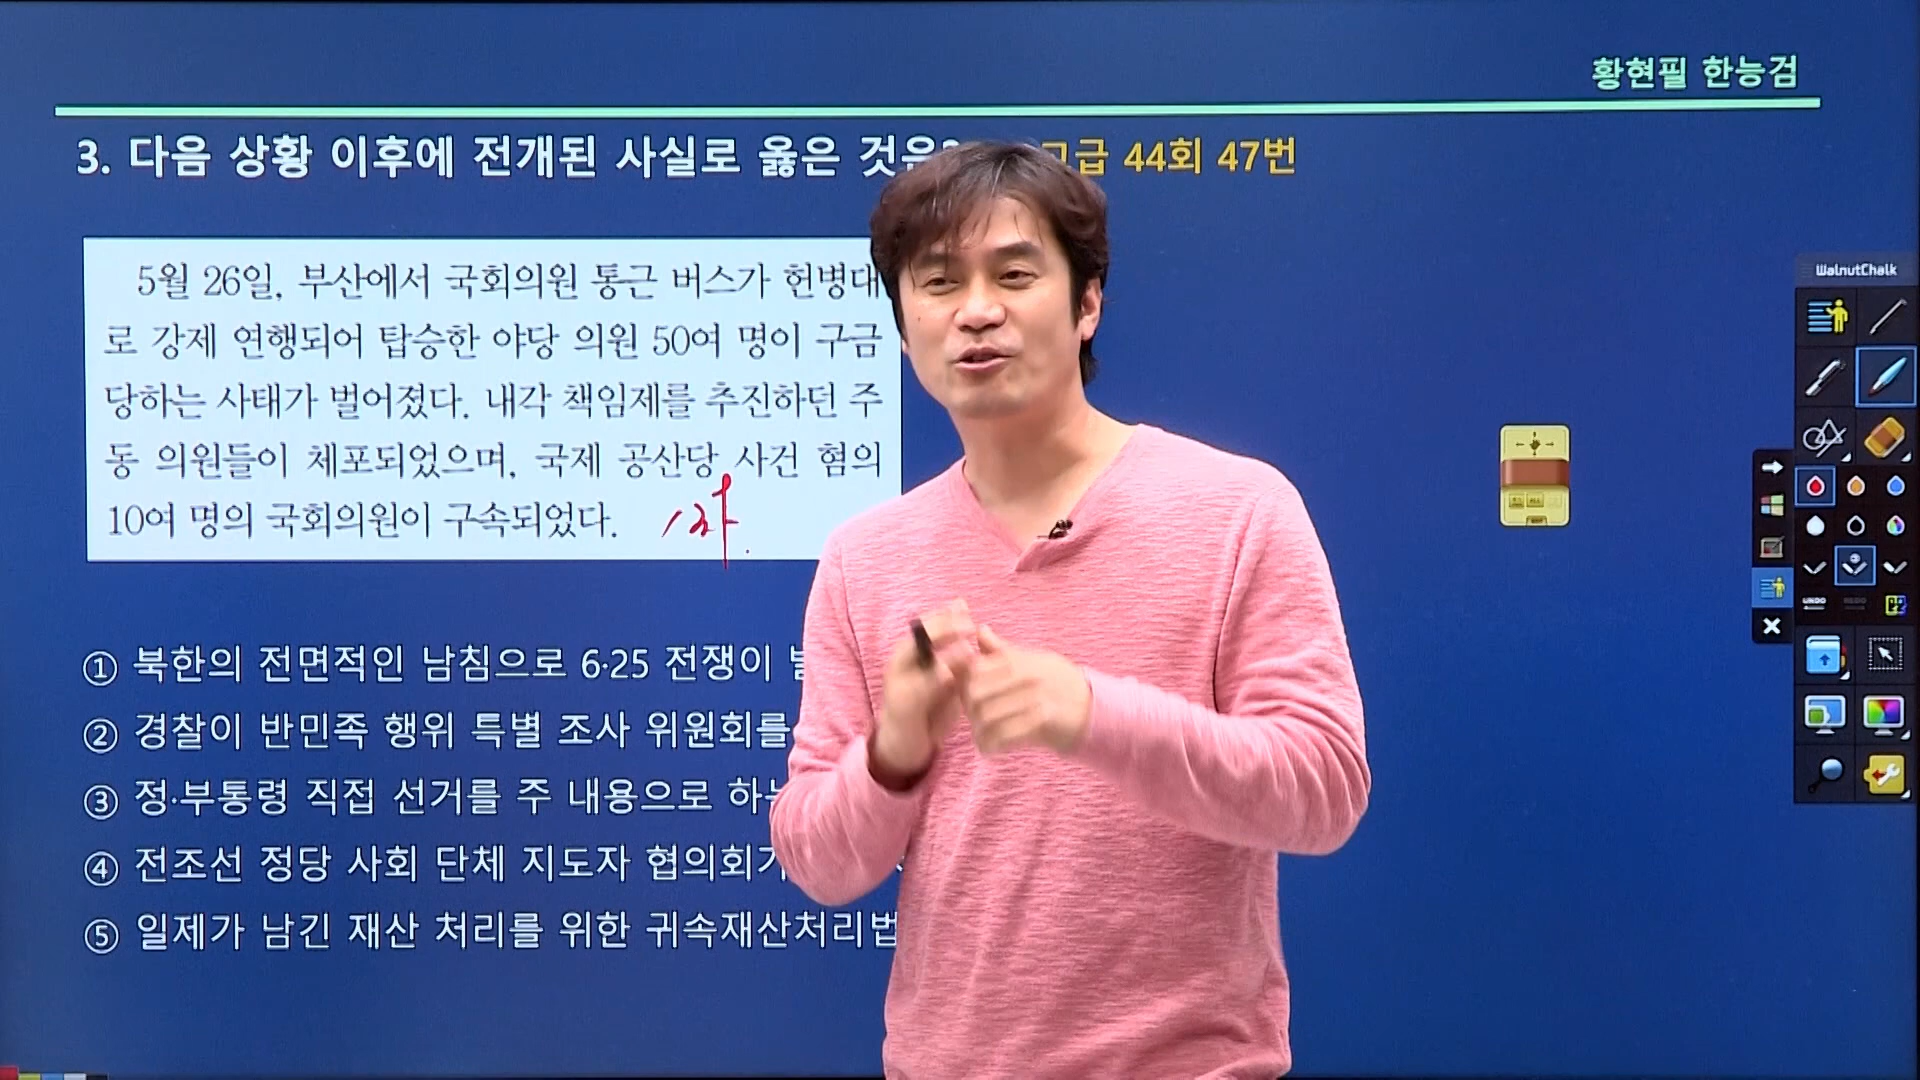 황현필 한능검
3. 다음 상황 이후에 전개된 사실로 옳은 것은? 고급 44회 47번
5월 26일, 부산에서 국회의원 통근 버스가 헌병대
로 강제 연행되어 탑승한 야당 의원 50여 명이 구금
당하는 사태가 벌어졌다. 내각 책임제를 추진하던 주
동 의원들이 체포되었으며, 국제 공산당 사건 혐의
10여 명의 국회의원이 구속되었다. 1차
① 북한의 전면적인 남침으로 6·25 전쟁이
② 경찰이 반민족 행위 특별 조사 위원회를
③ 정·부통령 직접 선거를 주 내용으로 하는
④ 전조선 정당 사회 단체 지도자 협의회가
⑤ 일제가 남긴 재산 처리를 위한 귀속재산처리법
WalnutChalk
UNDO